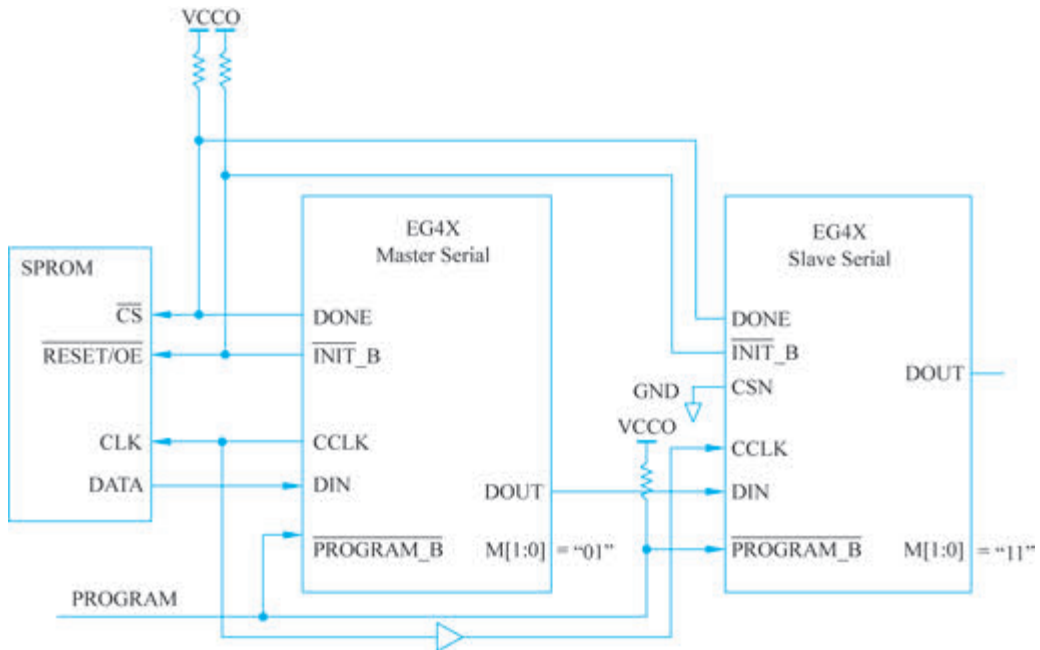 VCCO
EG4X
Master Serial
EG4X
Slave Serial
SPROM
CS
RESET/OE
CLK
DATA
DONE
INIT_B
CCLK
DIN
PROGRAM_B
DOUT
M[1:0] = “01”
GND
VCCO
DONE
INIT_B
CSN
CCLK
DIN
PROGRAM_B
DOUT
M[1:0] = “11”
PROGRAM